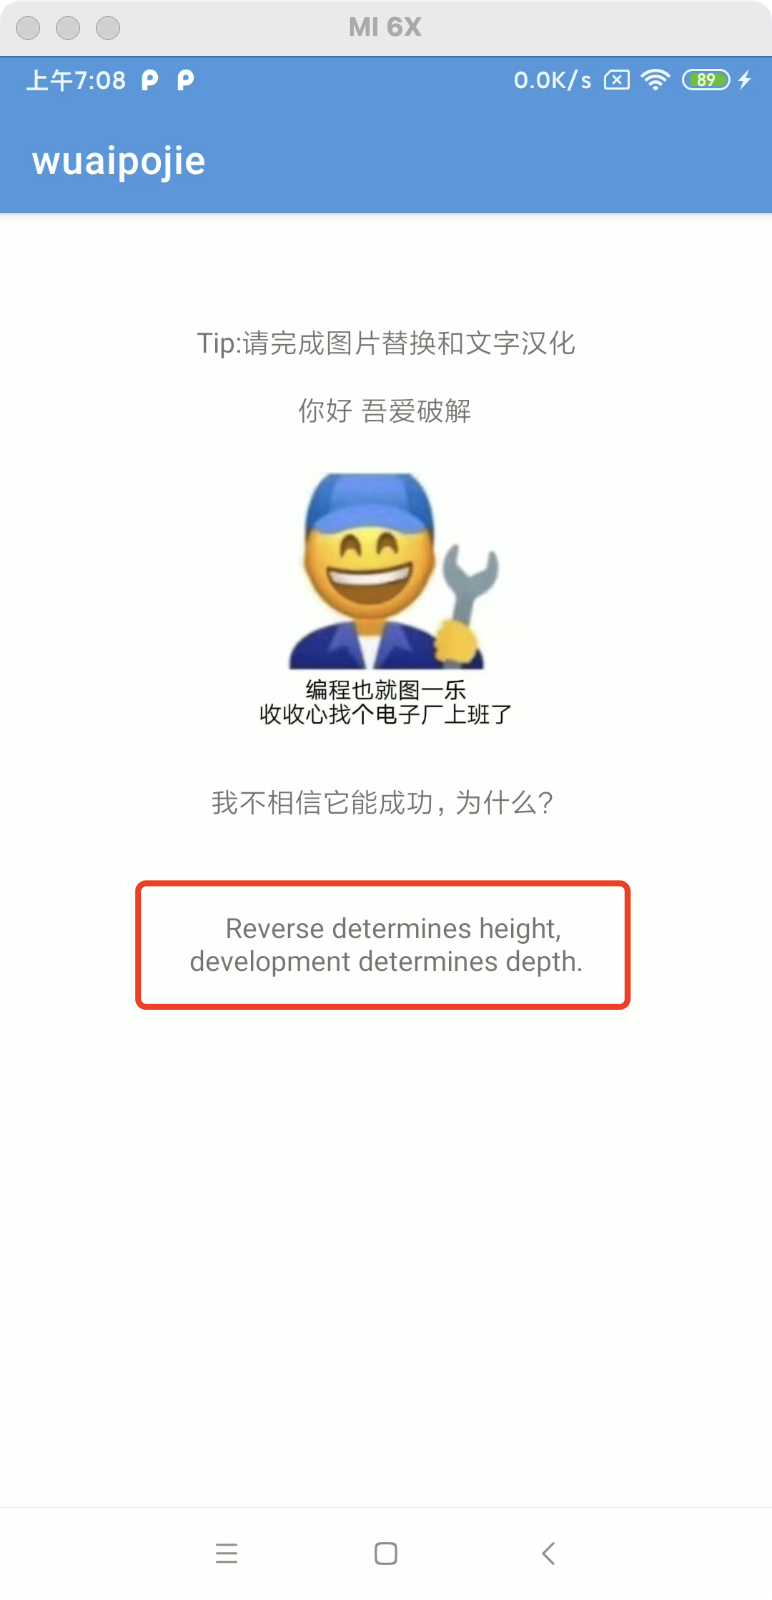 MI 6X
上午7:08
0.0K/s
89
wuaipojie
Tip:请完成图片替换和文字汉化
你好 吾爱破解
编程也就图一乐
收收心找个电子厂上班了
我不相信它能成功，为什么？
Reverse determines height,
development determines depth.